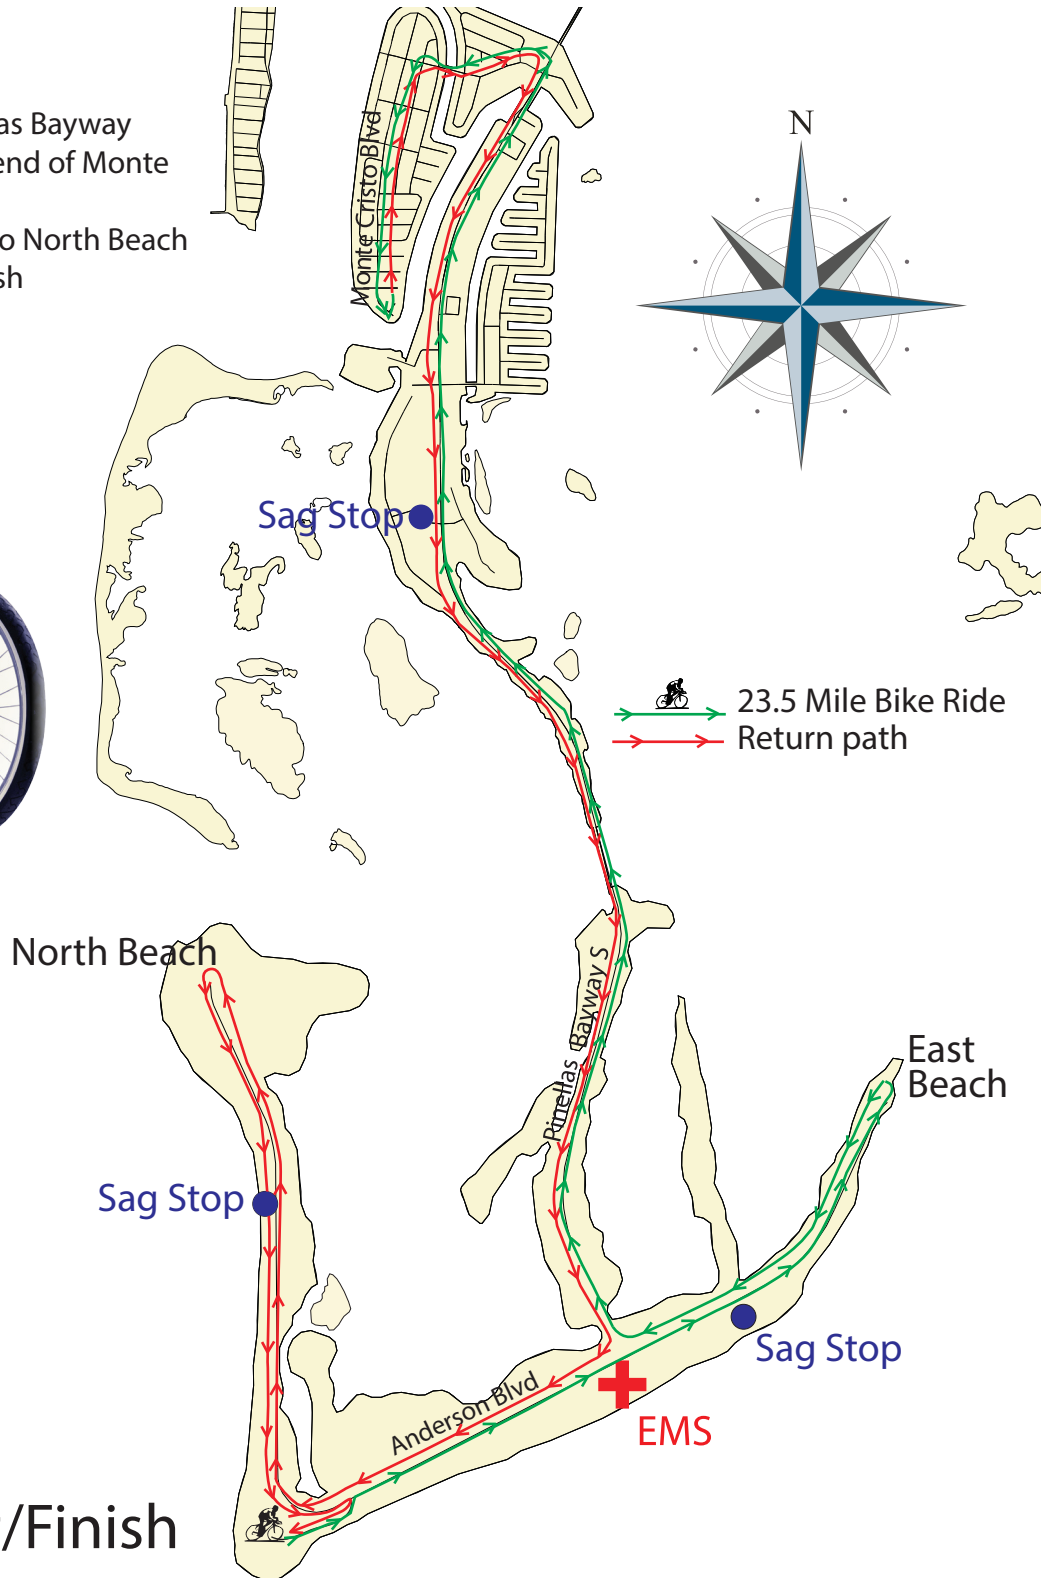 as Bayway
end of Monte
o North Beach
sh
N
Monte Cristo Blvd
Sag Stop
23.5 Mile Bike Ride
Return path
North Beach
Pinellas Bayway S
East
Beach
Sag Stop
Sag Stop
Anderson Blvd
EMS
/Finish